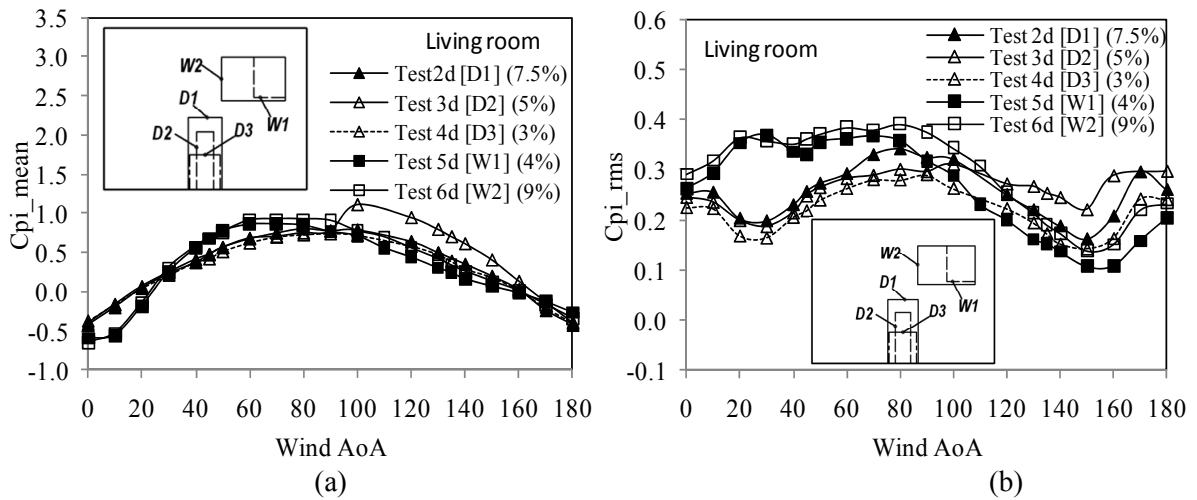 3.5
3.0
2.5
2.0
1.5
1.0
0.5
0.0
-0.5
-1.0
Cpi_mean
W2
D1
D2
D3
W1
Living room
Test2d [D1] (7.5%)
Test 3d [D2] (5%)
Test 4d [D3] (3%)
Test 5d [W1] (4%)
Test 6d [W2] (9%)
0 20 40 60 80 100 120 140 160 180
Wind AoA
(a)
0.6
0.5
0.4
0.3
0.2
0.1
0.0
-0.1
Cpi_rms
Living room
Test 2d [D1] (7.5%)
Test 3d [D2] (5%)
Test 4d [D3] (3%)
Test 5d [W1] (4%)
Test 6d [W2] (9%)
W2
D1
D2
D3
W1
0 20 40 60 80 100 120 140 160 180
Wind AoA
(b)